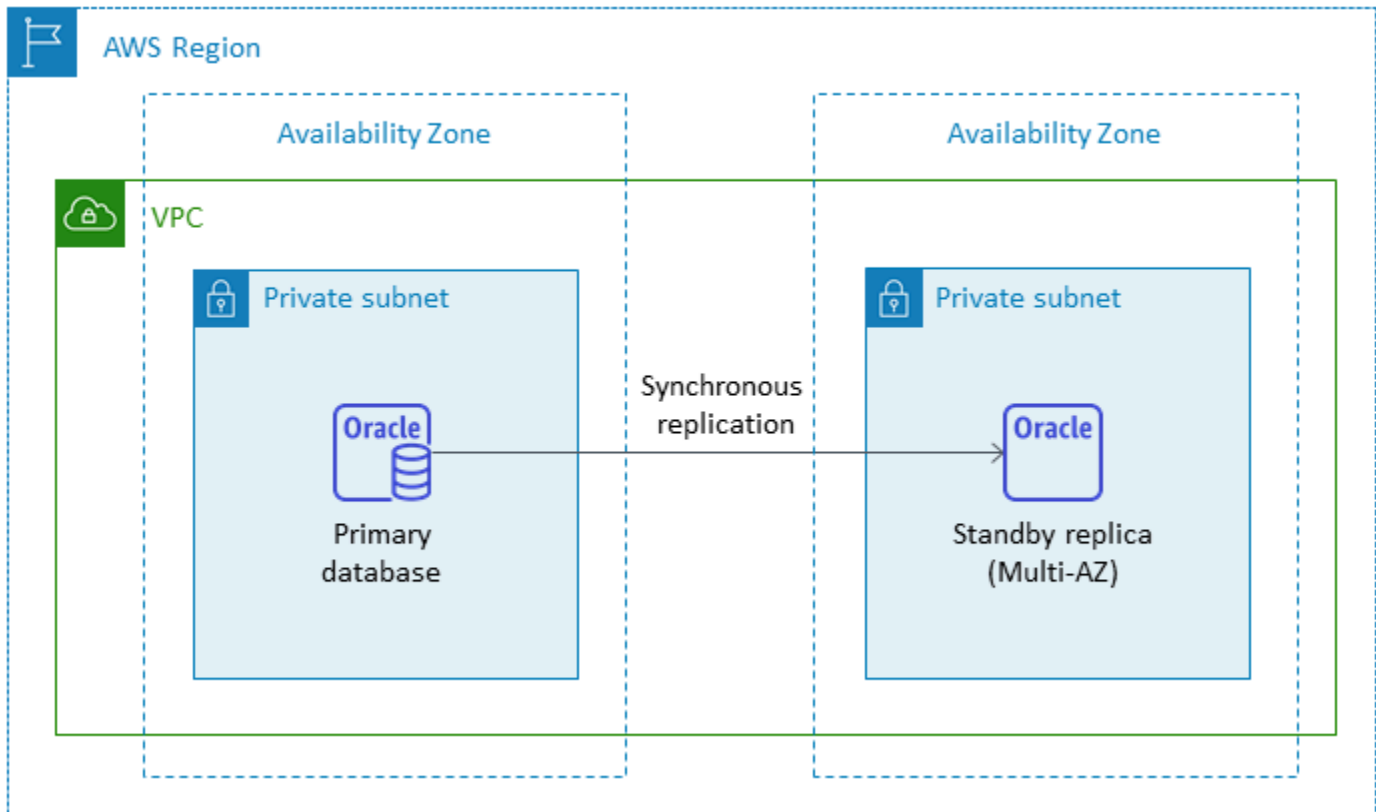 AWS Region
Availability Zone
Availability Zone
VPC
Private subnet
Private subnet
Synchronous
replication
Oracle
Oracle
Primary
database
Standby replica
(Multi-AZ)